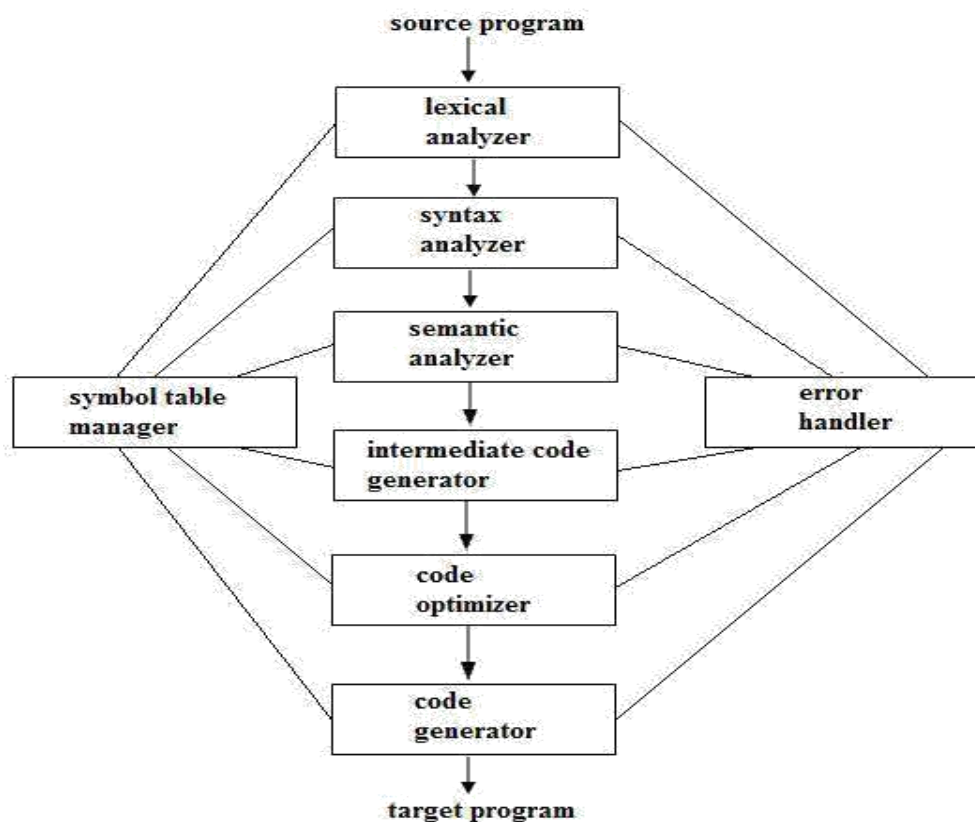 source program
lexical
analyzer
syntax
analyzer
semantic
analyzer
symbol table
manager
error
handler
intermediate code
generator
code
optimizer
code
generator
target program